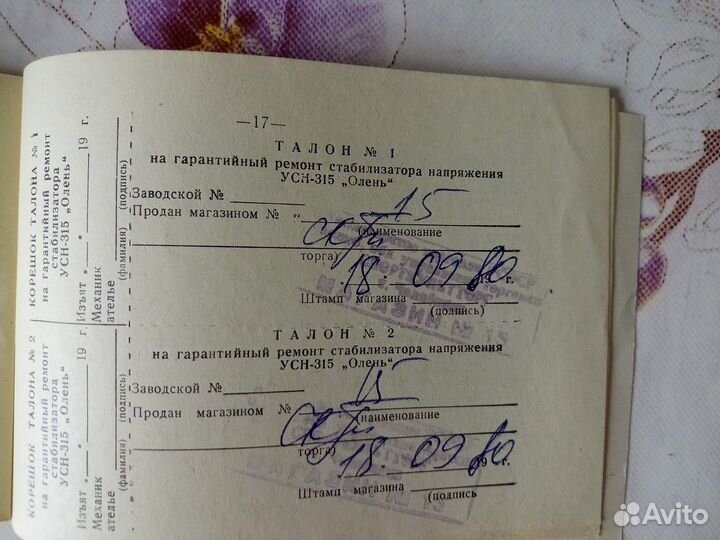 —17—
ТАЛОН № 1
на гарантийный ремонт стабилизатора напряжения
УСН-315 „Олень“
Заводской №
Продан магазином № „ 15
(наименование
торга)
18. 09 80 19 г.
Штамп магазина
(подпись)
ТАЛОН № 2
на гарантийный ремонт стабилизатора напряжения
УСН-315 „Олень“
Заводской №
Продан магазином № 15
(наименование
торга)
18. 09 80 19 г.
Штамп магазина
(подпись
КОРЕШОК ТАЛОНА № 1
на гарантийный ремонт
стабилизатора
УСН-315 „Олень“
Изъят „ “ 19 г.
Механик
ателье
(фамилия) (подпись)
КОРЕШОК ТАЛОНА № 2
на гарантийный ремонт
стабилизатора
УСН-315 „Олень“
Изъят „ “ 19 г.
Механик
ателье
(фамилия) (подпись)
Avito